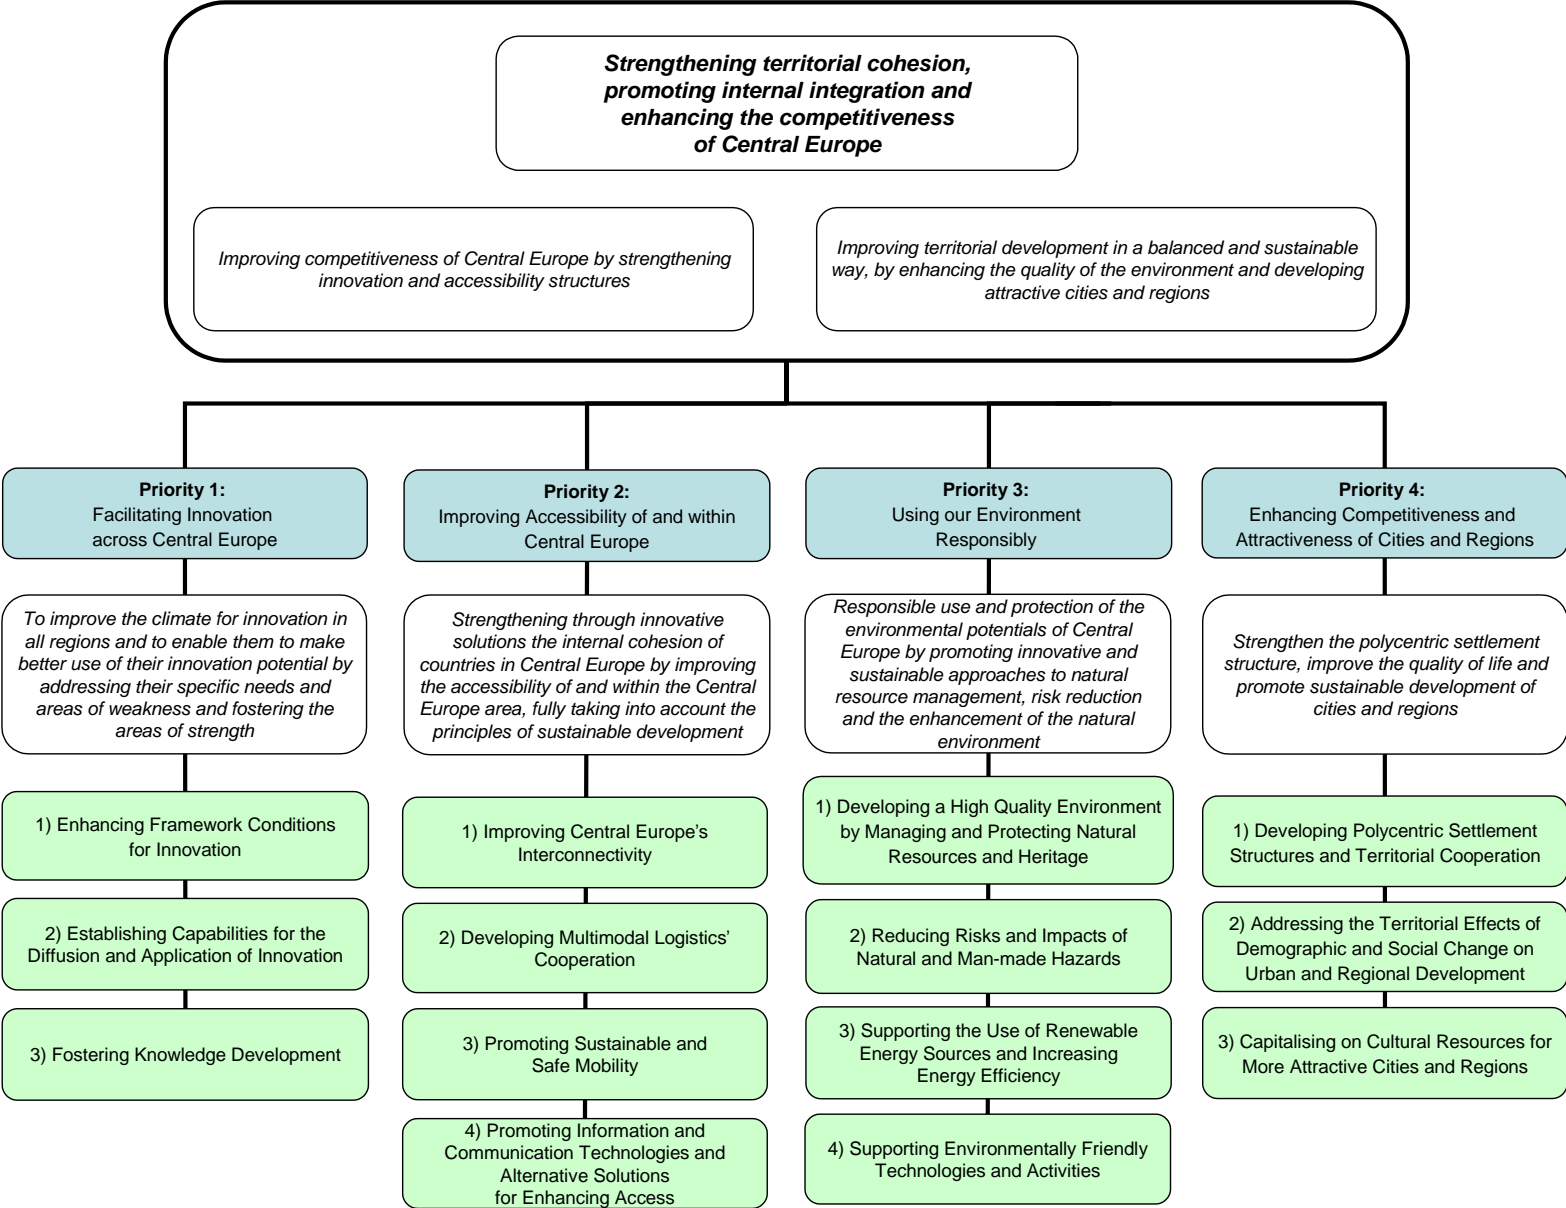 Strengthening territorial cohesion,
promoting internal integration and
enhancing the competitiveness
of Central Europe
Improving competitiveness of Central Europe by strengthening
innovation and accessibility structures
Improving territorial development in a balanced and sustainable
way, by enhancing the quality of the environment and developing
attractive cities and regions
Priority 1:
Facilitating Innovation
across Central Europe
To improve the climate for innovation in
all regions and to enable them to make
better use of their innovation potential by
addressing their specific needs and
areas of weakness and fostering the
areas of strength
1) Enhancing Framework Conditions
for Innovation
2) Establishing Capabilities for the
Diffusion and Application of Innovation
3) Fostering Knowledge Development
Priority 2:
Improving Accessibility of and within
Central Europe
Strengthening through innovative
solutions the internal cohesion of
countries in Central Europe by improving
the accessibility of and within the Central
Europe area, fully taking into account the
principles of sustainable development
1) Improving Central Europe’s
Interconnectivity
2) Developing Multimodal Logistics’
Cooperation
3) Promoting Sustainable and
Safe Mobility
4) Promoting Information and
Communication Technologies and
Alternative Solutions
for Enhancing Access
Priority 3:
Using our Environment
Responsibly
Responsible use and protection of the
environmental potentials of Central
Europe by promoting innovative and
sustainable approaches to natural
resource management, risk reduction
and the enhancement of the natural
environment
1) Developing a High Quality Environment
by Managing and Protecting Natural
Resources and Heritage
2) Reducing Risks and Impacts of
Natural and Man-made Hazards
3) Supporting the Use of Renewable
Energy Sources and Increasing
Energy Efficiency
4) Supporting Environmentally Friendly
Technologies and Activities
Priority 4:
Enhancing Competitiveness and
Attractiveness of Cities and Regions
Strengthen the polycentric settlement
structure, improve the quality of life and
promote sustainable development of
cities and regions
1) Developing Polycentric Settlement
Structures and Territorial Cooperation
2) Addressing the Territorial Effects of
Demographic and Social Change on
Urban and Regional Development
3) Capitalising on Cultural Resources for
More Attractive Cities and Regions